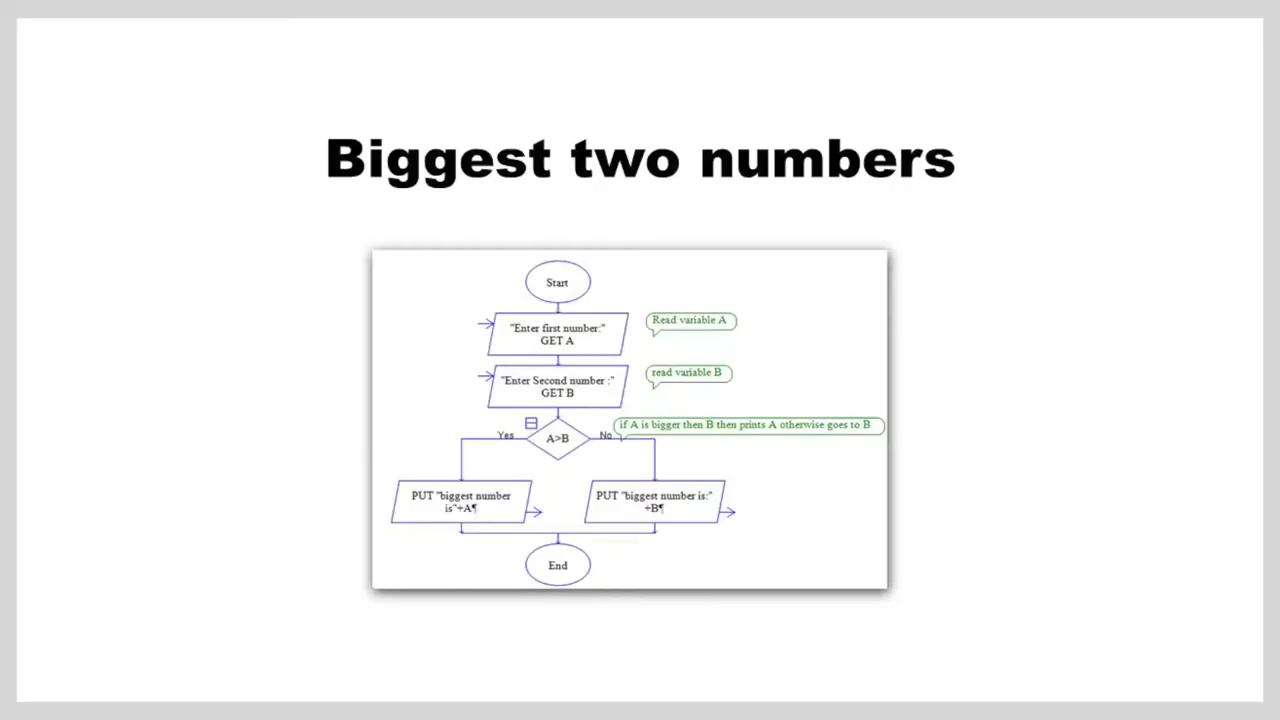 Biggest two numbers
Start
"Enter first number:"
GET A
Read variable A
"Enter Second number :"
GET B
read variable B
if A is bigger then B then prints A otherwise goes to B
Yes
A>B
No
PUT "biggest number
is"+A¶
PUT "biggest number is:"
+B¶
End